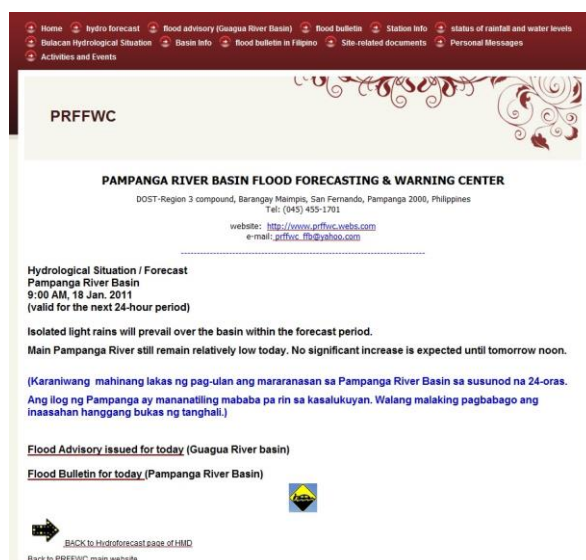 Home hydro forecast flood advisory (Guagua River Basin) flood bulletin Station Info status of rainfall and water levels
Bulacan Hydrological Situation Basin Info flood bulletin in Filipino Site-related documents Personal Messages
Activities and Events
PRFFWC
PAMPANGA RIVER BASIN FLOOD FORECASTING & WARNING CENTER
DOST-Region 3 compound, Barangay Maimpis, San Fernando, Pampanga 2000, Philippines
Tel: (045) 455-1701
website: http://www.prffwc.webs.com
e-mail: prffwc_ffb@yahoo.com
Hydrological Situation / Forecast
Pampanga River Basin
9:00 AM, 18 Jan. 2011
(valid for the next 24-hour period)
Isolated light rains will prevail over the basin within the forecast period.
Main Pampanga River still remain relatively low today. No significant increase is expected until tomorrow noon.
(Karaniwang mahinang lakas ng pag-ulan ang mararanasan sa Pampanga River Basin sa susunod na 24-oras.
Ang ilog ng Pampanga ay mananatiling mababa pa rin sa kasalukuyan. Walang malaking pagbabago ang
inaasahan hanggang bukas ng tanghali.)
Flood Advisory issued for today (Guagua River basin)
Flood Bulletin for today (Pampanga River Basin)
BACK to Hydroforecast page of HMD
Back to PRFFWC main website